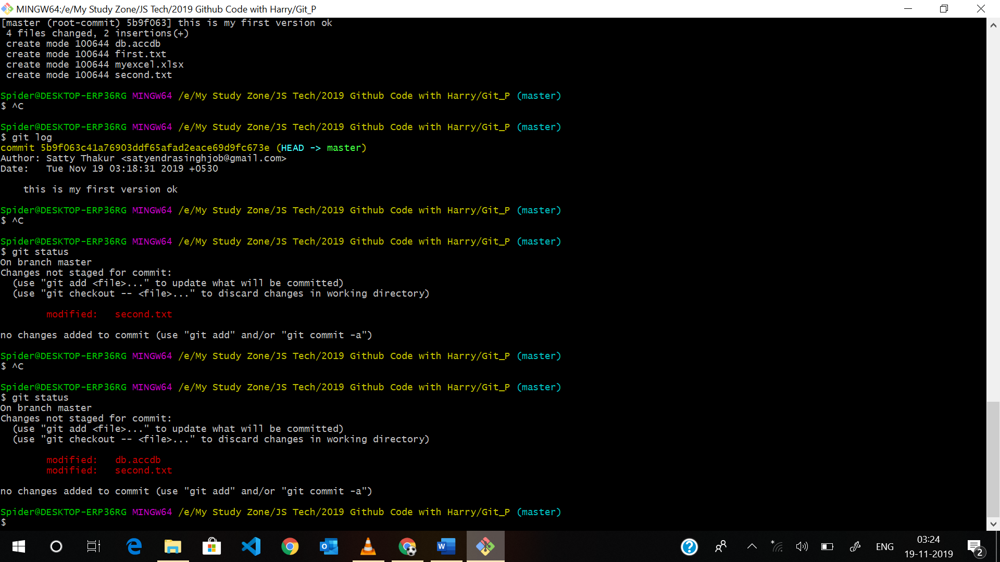 MINGW64:/e/My Study Zone/JS Tech/2019 Github Code with Harry/Git_P
[master (root-commit) 5b9f063] this is my first version ok
 4 files changed, 2 insertions(+)
 create mode 100644 db.accdb
 create mode 100644 first.txt
 create mode 100644 myexcel.xlsx
 create mode 100644 second.txt
Spider@DESKTOP-ERP36RG MINGW64 /e/My Study Zone/JS Tech/2019 Github Code with Harry/Git_P (master)
$ ^C
Spider@DESKTOP-ERP36RG MINGW64 /e/My Study Zone/JS Tech/2019 Github Code with Harry/Git_P (master)
$ git log
commit 5b9f063c41a76903ddf65afad2eace69d9fc673e (HEAD -> master)
Author: Satty Thakur <satyendrasinghjob@gmail.com>
Date:   Tue Nov 19 03:18:31 2019 +0530
    this is my first version ok
Spider@DESKTOP-ERP36RG MINGW64 /e/My Study Zone/JS Tech/2019 Github Code with Harry/Git_P (master)
$ ^C
Spider@DESKTOP-ERP36RG MINGW64 /e/My Study Zone/JS Tech/2019 Github Code with Harry/Git_P (master)
$ git status
On branch master
Changes not staged for commit:
  (use "git add <file>..." to update what will be committed)
  (use "git checkout -- <file>..." to discard changes in working directory)
        modified:   second.txt
no changes added to commit (use "git add" and/or "git commit -a")
Spider@DESKTOP-ERP36RG MINGW64 /e/My Study Zone/JS Tech/2019 Github Code with Harry/Git_P (master)
$ ^C
Spider@DESKTOP-ERP36RG MINGW64 /e/My Study Zone/JS Tech/2019 Github Code with Harry/Git_P (master)
$ git status
On branch master
Changes not staged for commit:
  (use "git add <file>..." to update what will be committed)
  (use "git checkout -- <file>..." to discard changes in working directory)
        modified:   db.accdb
        modified:   second.txt
no changes added to commit (use "git add" and/or "git commit -a")
Spider@DESKTOP-ERP36RG MINGW64 /e/My Study Zone/JS Tech/2019 Github Code with Harry/Git_P (master)
$
ENG
03:24
19-11-2019
2